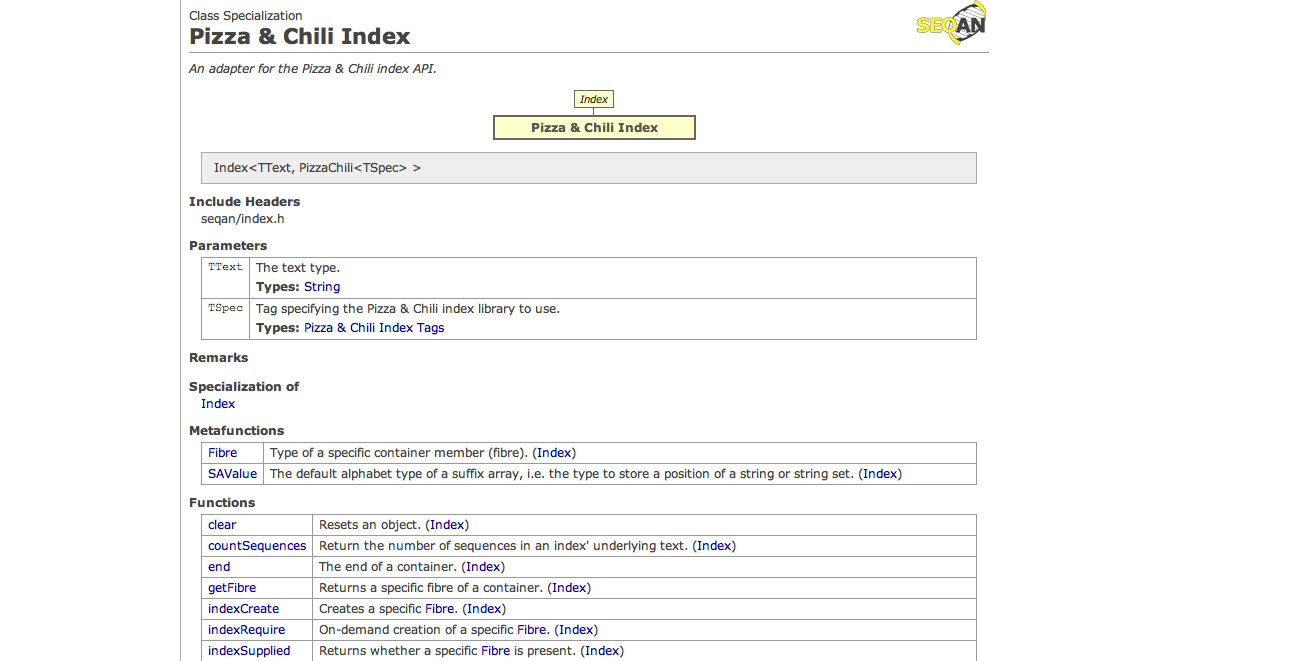 Class Specialization
Pizza & Chili Index
SEQAN
An adapter for the Pizza & Chili index API.
Index
Pizza & Chili Index
Index<TText, PizzaChili<TSpec> >
Include Headers
seqan/index.h
Parameters
TText The text type.
Types: String
TSpec Tag specifying the Pizza & Chili index library to use.
Types: Pizza & Chili Index Tags
Remarks
Specialization of
Index
Metafunctions
Fibre Type of a specific container member (fibre). (Index)
SAValue The default alphabet type of a suffix array, i.e. the type to store a position of a string or string set. (Index)
Functions
clear Resets an object. (Index)
countSequences Return the number of sequences in an index' underlying text. (Index)
end The end of a container. (Index)
getFibre Returns a specific fibre of a container. (Index)
indexCreate Creates a specific Fibre. (Index)
indexRequire On-demand creation of a specific Fibre. (Index)
indexSupplied Returns whether a specific Fibre is present. (Index)